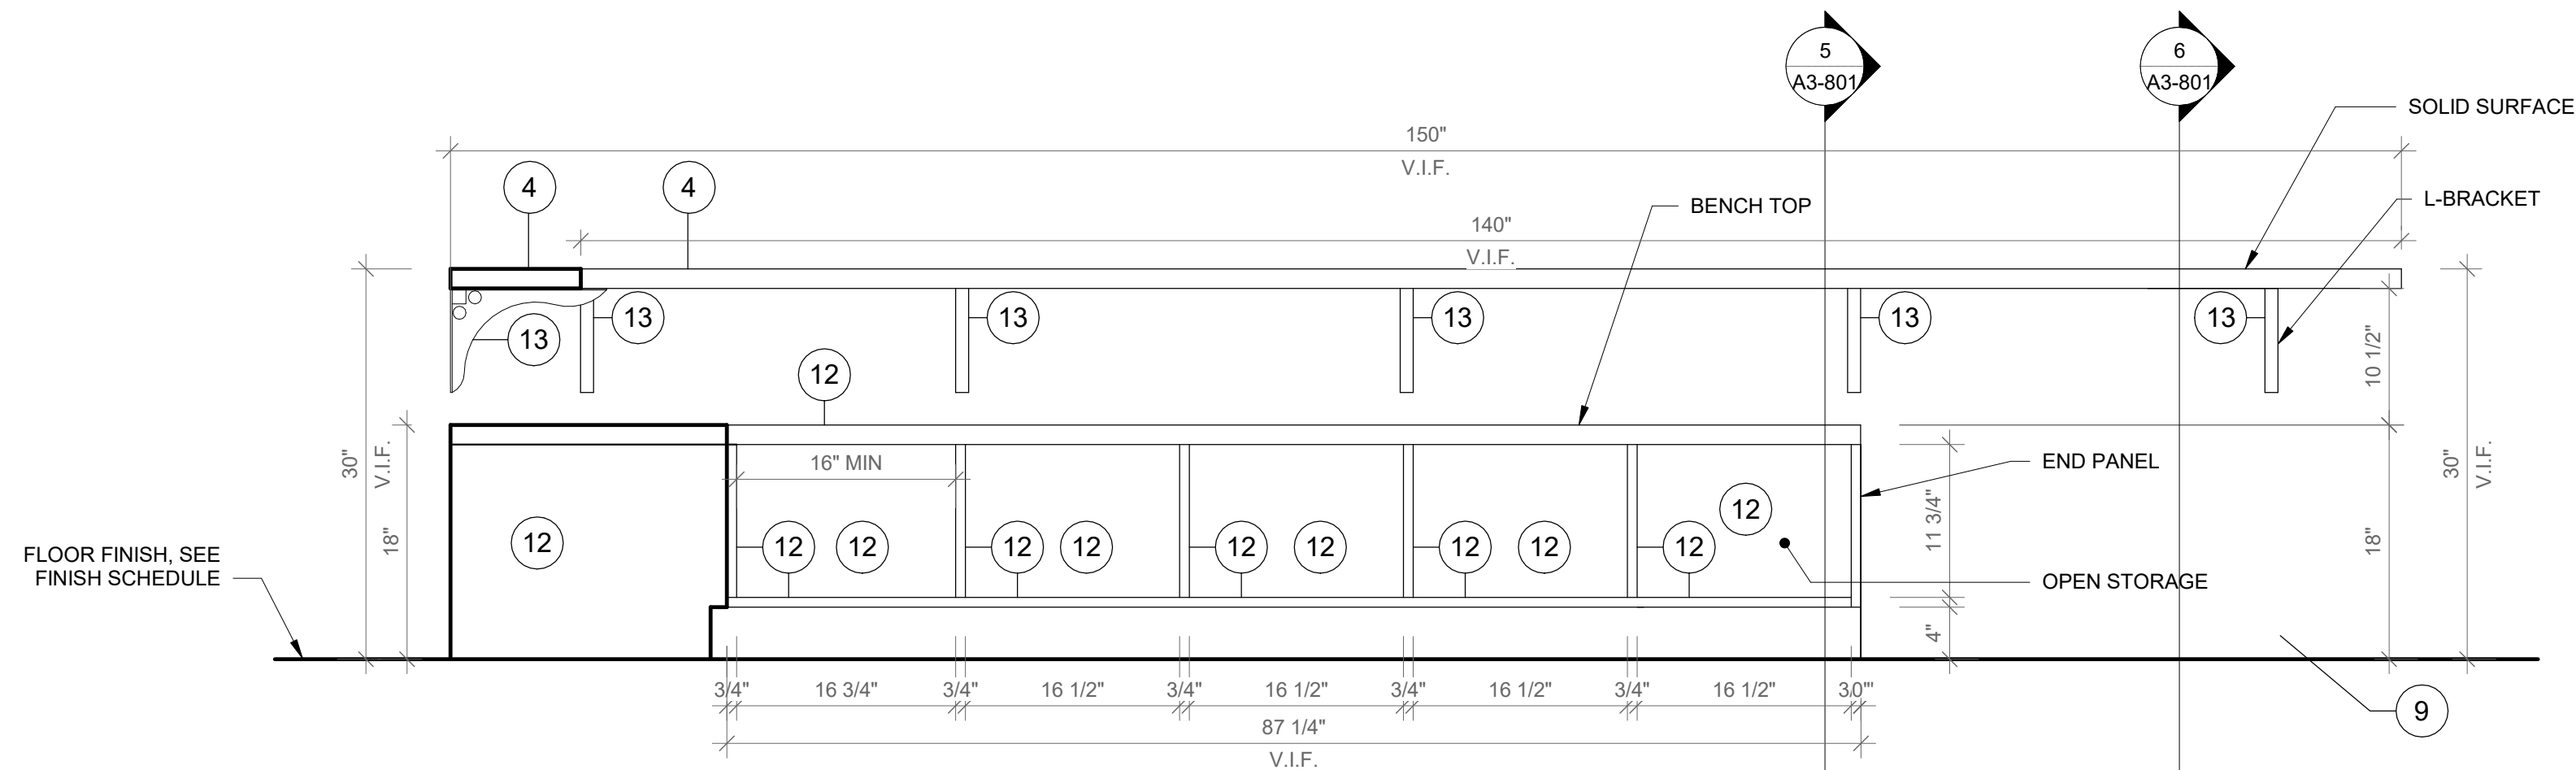 5
A3-801
6
A3-801
SOLID SURFACE
150"
V.I.F.
4
4
L-BRACKET
BENCH TOP
140"
V.I.F.
13
13
13
13
13
13
10 1/2"
12
30"
V.I.F.
18"
16" MIN
END PANEL
30"
V.I.F.
12
11 3/4"
18"
12
12
12
12
12
12
12
12
12
12
FLOOR FINISH, SEE
FINISH SCHEDULE
OPEN STORAGE
4"
3/4"
16 3/4"
3/4"
16 1/2"
3/4"
16 1/2"
3/4"
16 1/2"
3/4"
16 1/2"
9
87 1/4"
V.I.F.